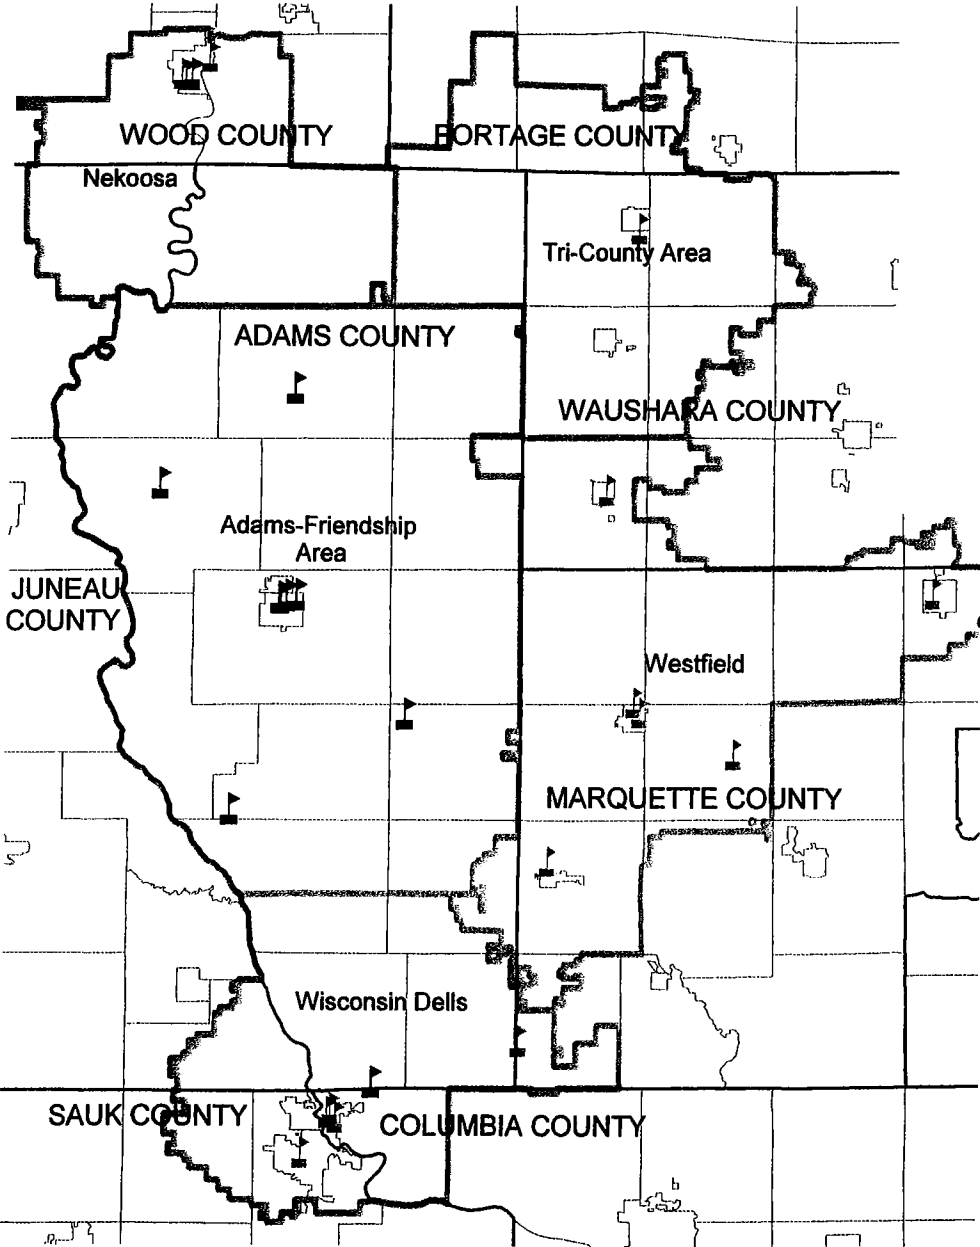 WOOD COUNTY
PORTAGE COUNTY
Nekoosa
Tri-County Area
ADAMS COUNTY
WAUSHARA COUNTY
Adams-Friendship
Area
JUNEAU
COUNTY
Westfield
MARQUETTE COUNTY
Wisconsin Dells
SAUK COUNTY
COLUMBIA COUNTY